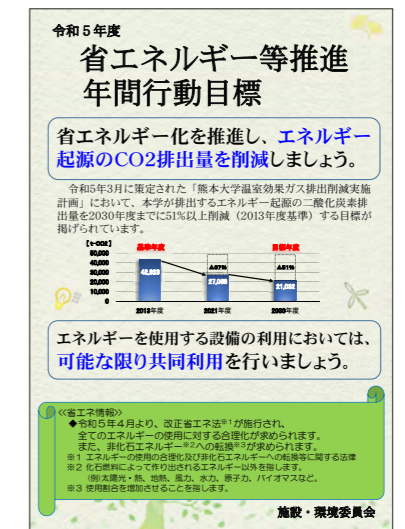 令和５年度
省エネルギー等推進
年間行動目標
省エネルギー化を推進し、エネルギー
起源のCO2排出量を削減しましょう。
令和5年3月に策定された「熊本大学温室効果ガス排出削減実施
計画」において、本学が排出するエネルギー起源の二酸化炭素排
出量を2030年度までに51%以上削減（2013年度基準）する目標が
掲げられています。
【t-CO2】
基準年度 目標年度
50,000
40,000
30,000
20,000
10,000
0
▲51%
21,032
2013年度 2021年度 2030年度
エネルギーを使用する設備の利用においては、
可能な限り共同利用を行いましょう。
≪省エネ情報≫
◆令和５年４月より、改正省エネ法※１が施行され、
全てのエネルギーの使用に対する合理化が求められます。
また、非化石エネルギー※２への転換※３が求められます。
※１ エネルギーの使用の合理化及び非化石エネルギーへの転換等に関する法律
※２ 化石燃料によって作り出されるエネルギー以外を指します。
(例)太陽光・熱、地熱、風力、水力、原子力、バイオマスなど。
※３ 使用割合を増加させることを指します。
施設・環境委員会